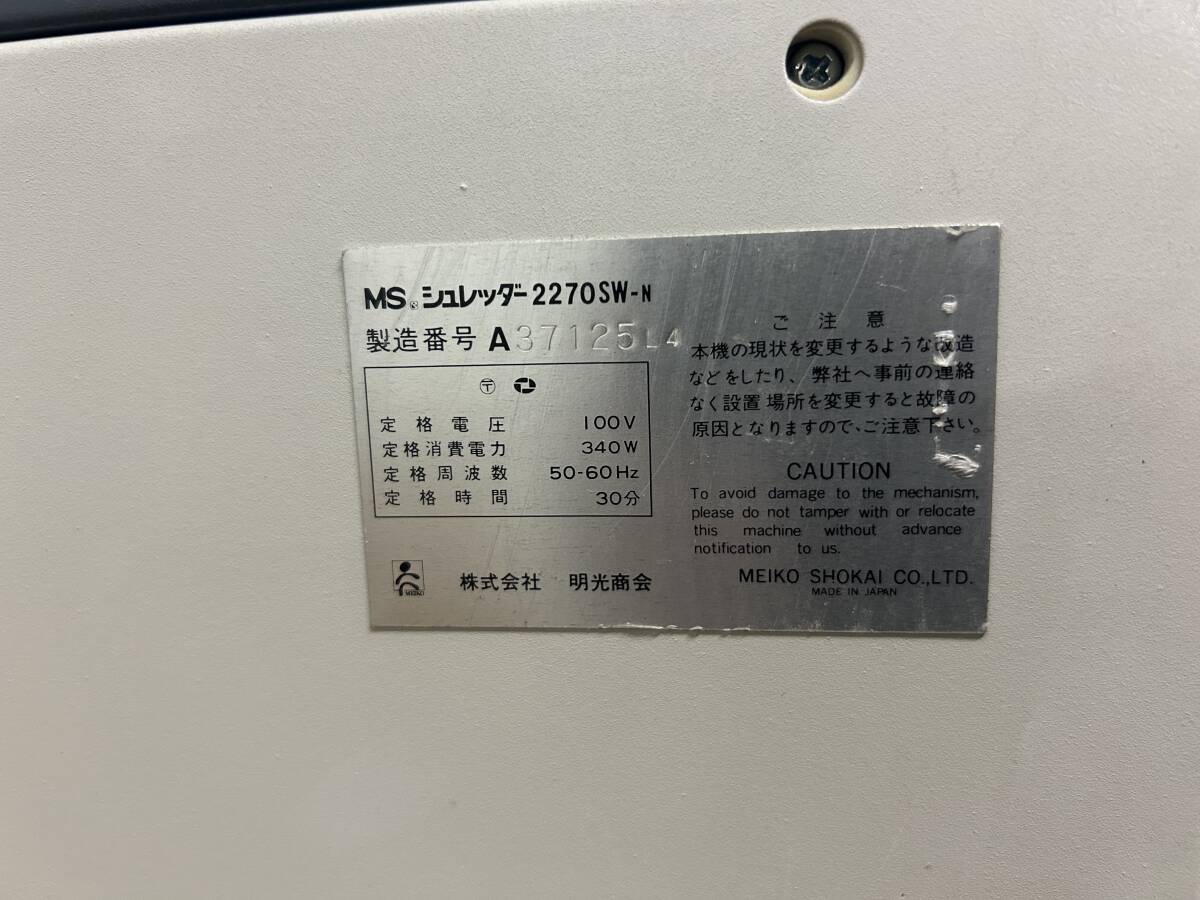 MS®シュレッダー2270SW-N
製造番号 A37125L4
〒
定格電圧 100V
定格消費電力 340W
定格周波数 50-60Hz
定格時間 30分
MEIKO
株式会社 明光商会
ご注意
本機の現状を変更するような改造
などをしたり、弊社へ事前の連絡
なく設置場所を変更すると故障の
原因となりますので、ご注意下さい。
CAUTION
To avoid damage to the mechanism,
please do not tamper with or relocate
this machine without advance
notification to us.
MEIKO SHOKAI CO.,LTD.
MADE IN JAPAN